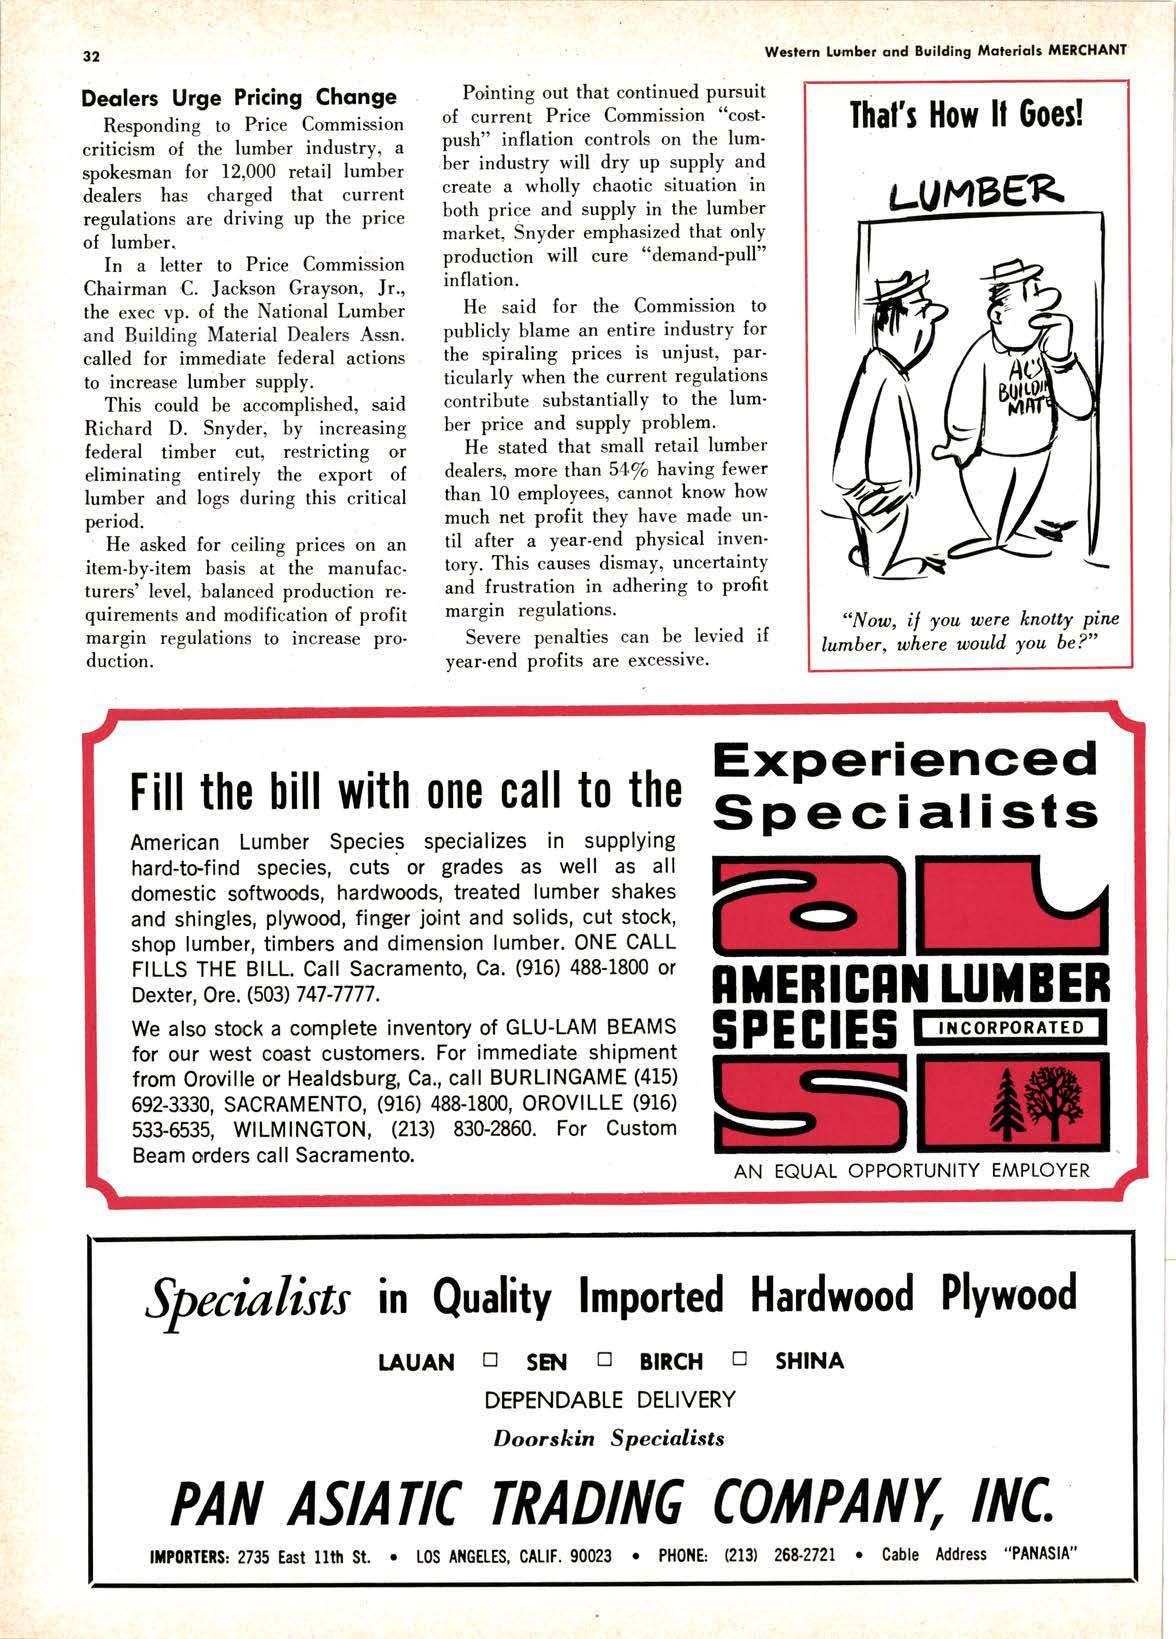 32
Western Lumber and Building Materials MERCHANT
Dealers Urge Pricing Change
Responding to Price Commission
criticism of the lumber industry, a
spokesman for 12,000 retail lumber
dealers has charged that current
regulations are driving up the price
of lumber.
In a letter to Price Commission
Chairman C. Jackson Grayson, Jr.,
the exec vp. of the National Lumber
and Building Material Dealers Assn.
called for immediate federal actions
to increase lumber supply.
This could be accomplished, said
Richard D. Snyder, by increasing
federal timber cut, restricting or
eliminating entirely the export of
lumber and logs during this critical
period.
He asked for ceiling prices on an
item-by-item basis at the manufac-
turers' level, balanced production re-
quirements and modification of profit
margin regulations to increase pro-
duction.
Pointing out that continued pursuit
of current Price Commission "cost-
push" inflation controls on the lum-
ber industry will dry up supply and
create a wholly chaotic situation in
both price and supply in the lumber
market, Snyder emphasized that only
production will cure "demand-pull"
inflation.
He said for the Commission to
publicly blame an entire industry for
the spiraling prices is unjust, par-
ticularly when the current regulations
contribute substantially to the lum-
ber price and supply problem.
He stated that small retail lumber
dealers, more than 54% having fewer
than 10 employees, cannot know how
much net profit they have made un-
til after a year-end physical inven-
tory. This causes dismay, uncertainty
and frustration in adhering to profit
margin regulations.
Severe penalties can be levied if
year-end profits are excessive.
That's How It Goes!
LUMBER
AL'S
BUILDIN
MATE
"Now, if you were knotty pine
lumber, where would you be?"
Fill the bill with one call to the
American Lumber Species specializes in supplying
hard-to-find species, cuts or grades as well as all
domestic softwoods, hardwoods, treated lumber shakes
and shingles, plywood, finger joint and solids, cut stock,
shop lumber, timbers and dimension lumber. ONE CALL
FILLS THE BILL. Call Sacramento, Ca. (916) 488-1800 or
Dexter, Ore. (503) 747-7777.
We also stock a complete inventory of GLU-LAM BEAMS
for our west coast customers. For immediate shipment
from Oroville or Healdsburg, Ca., call BURLINGAME (415)
692-3330, SACRAMENTO, (916) 488-1800, OROVILLE (916)
533-6535, WILMINGTON, (213) 830-2860. For Custom
Beam orders call Sacramento.
Experienced
Specialists
aL
AMERICAN LUMBER
SPECIES INCORPORATED
S
AN EQUAL OPPORTUNITY EMPLOYER
Specialists in Quality Imported Hardwood Plywood
LAUAN □ SEN □ BIRCH □ SHINA
DEPENDABLE DELIVERY
Doorskin Specialists
PAN ASIATIC TRADING COMPANY, INC.
IMPORTERS: 2735 East 11th St. • LOS ANGELES, CALIF. 90023 • PHONE: (213) 268-2721 • Cable Address "PANASIA"